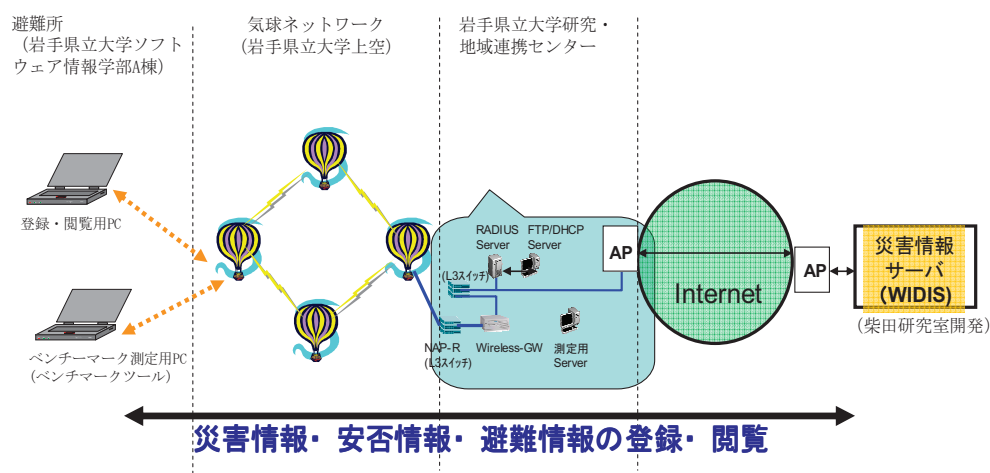 避難所
(岩手県立大学ソフト
ウェア情報学部A棟)
気球ネットワーク
(岩手県立大学上空)
岩手県立大学研究・
地域連携センター
登録・閲覧用PC
ベンチーマーク測定用PC
(ベンチマークツール)
RADIUS
Server
FTP/DHCP
Server
(L3スイッチ)
NAP-R
(L3スイッチ)
Wireless-GW
測定用
Server
AP
Internet
AP
災害情報
サーバ
(WIDIS)
(柴田研究室開発)
災害情報・安否情報・避難情報の登録・閲覧